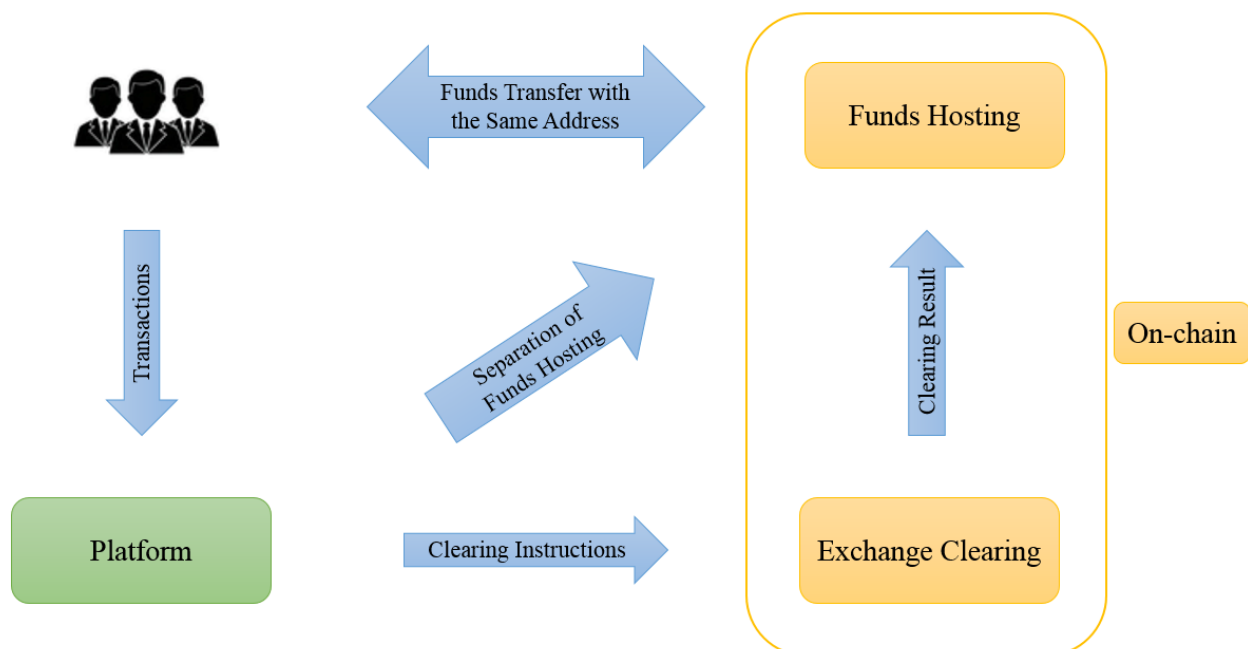 Funds Transfer with
the Same Address
Funds Hosting
Transactions
Separation of
Funds Hosting
Clearing Result
On-chain
Platform
Clearing Instructions
Exchange Clearing